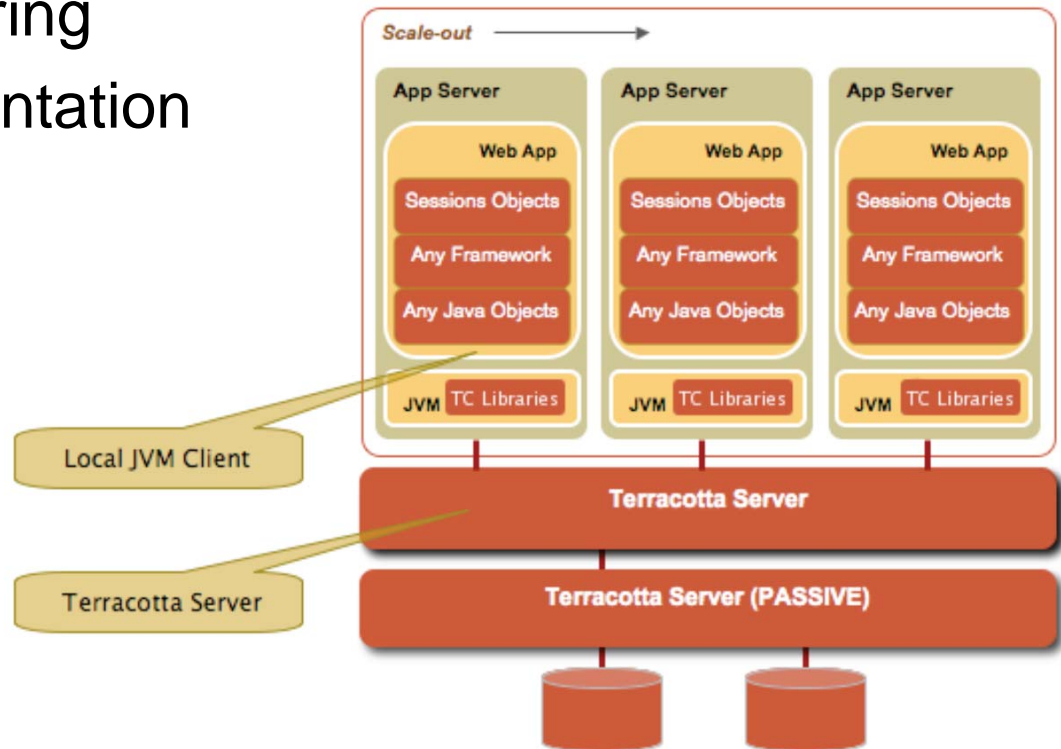 ring
ntation
Scale-out
App Server
Web App
Sessions Objects
Any Framework
Any Java Objects
JVM
TC Libraries
App Server
Web App
Sessions Objects
Any Framework
Any Java Objects
JVM
TC Libraries
App Server
Web App
Sessions Objects
Any Framework
Any Java Objects
JVM
TC Libraries
Local JVM Client
Terracotta Server
Terracotta Server
Terracotta Server (PASSIVE)